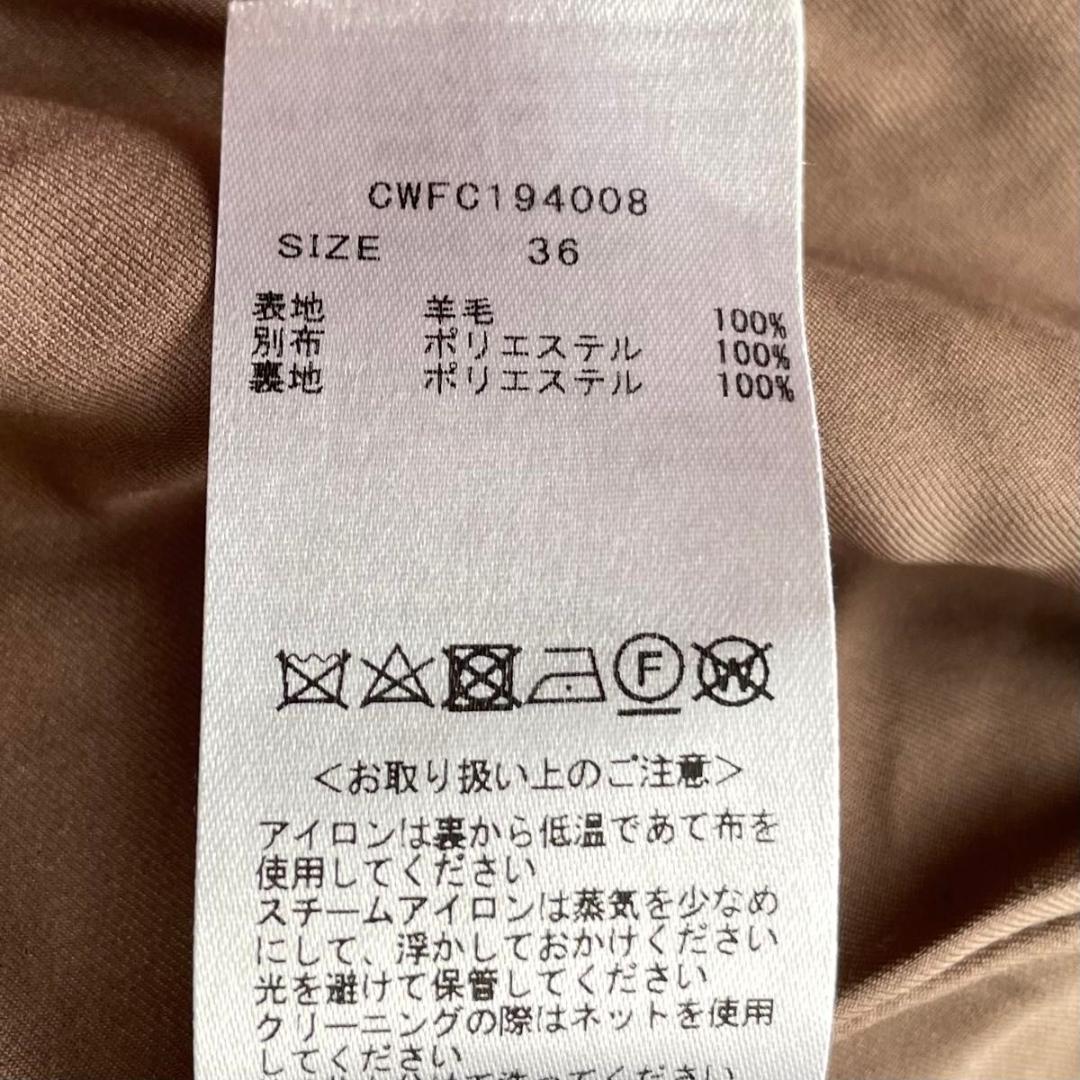 CWFC194008
SIZE 36
表地 羊毛 100%
別布 ポリエステル 100%
裏地 ポリエステル 100%
F W
<お取り扱い上のご注意>
アイロンは裏から低温であて布を
使用してください
スチームアイロンは蒸気を少なめ
にして、浮かしておかけください
光を避けて保管してください
クリーニングの際はネットを使用
してください